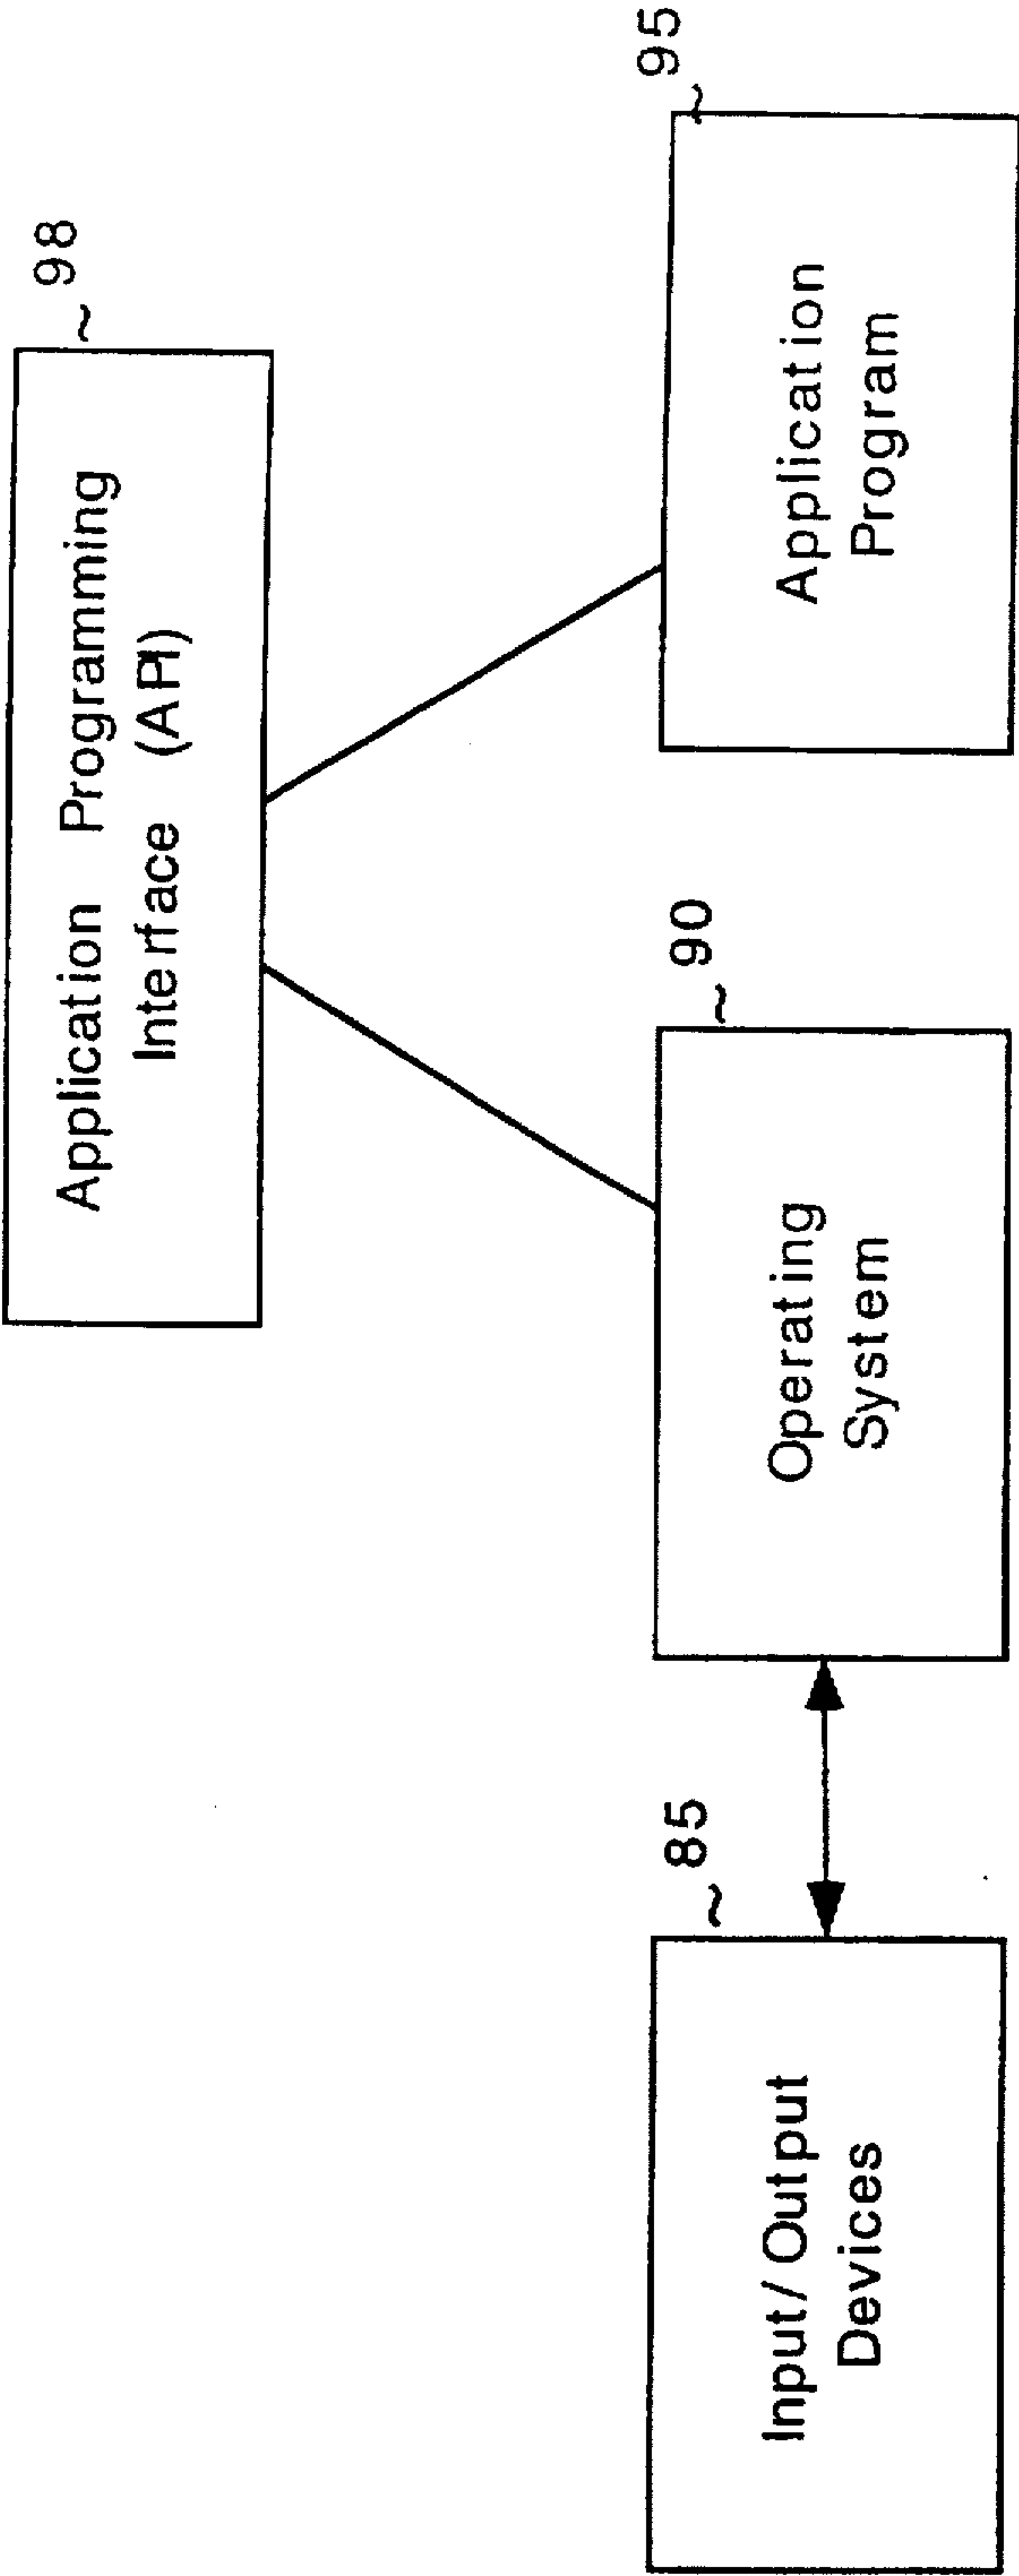 98
Application Programming
Interface (API)
85
90
95
Input/Output
Devices
Operating
System
Application
Program